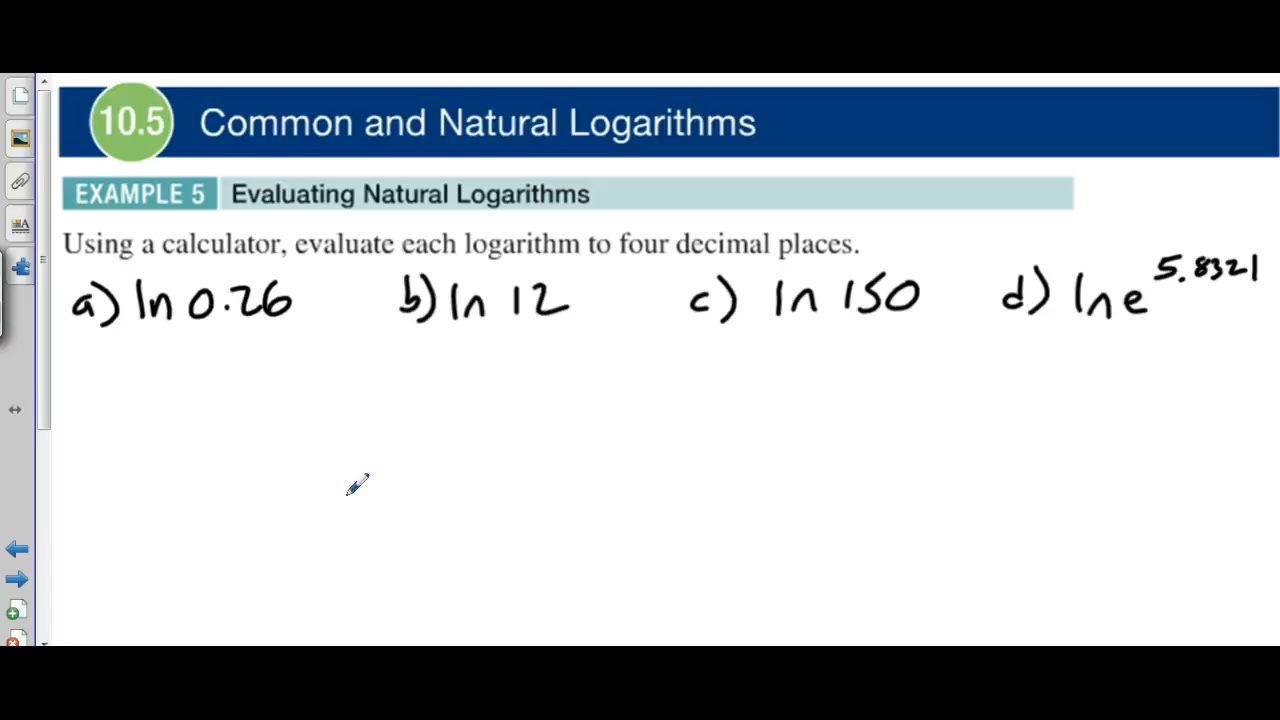 10.5 Common and Natural Logarithms
EXAMPLE 5 Evaluating Natural Logarithms
Using a calculator, evaluate each logarithm to four decimal places.
a) ln 0.26 b) ln 12 c) ln 150 d) ln e^5.8321